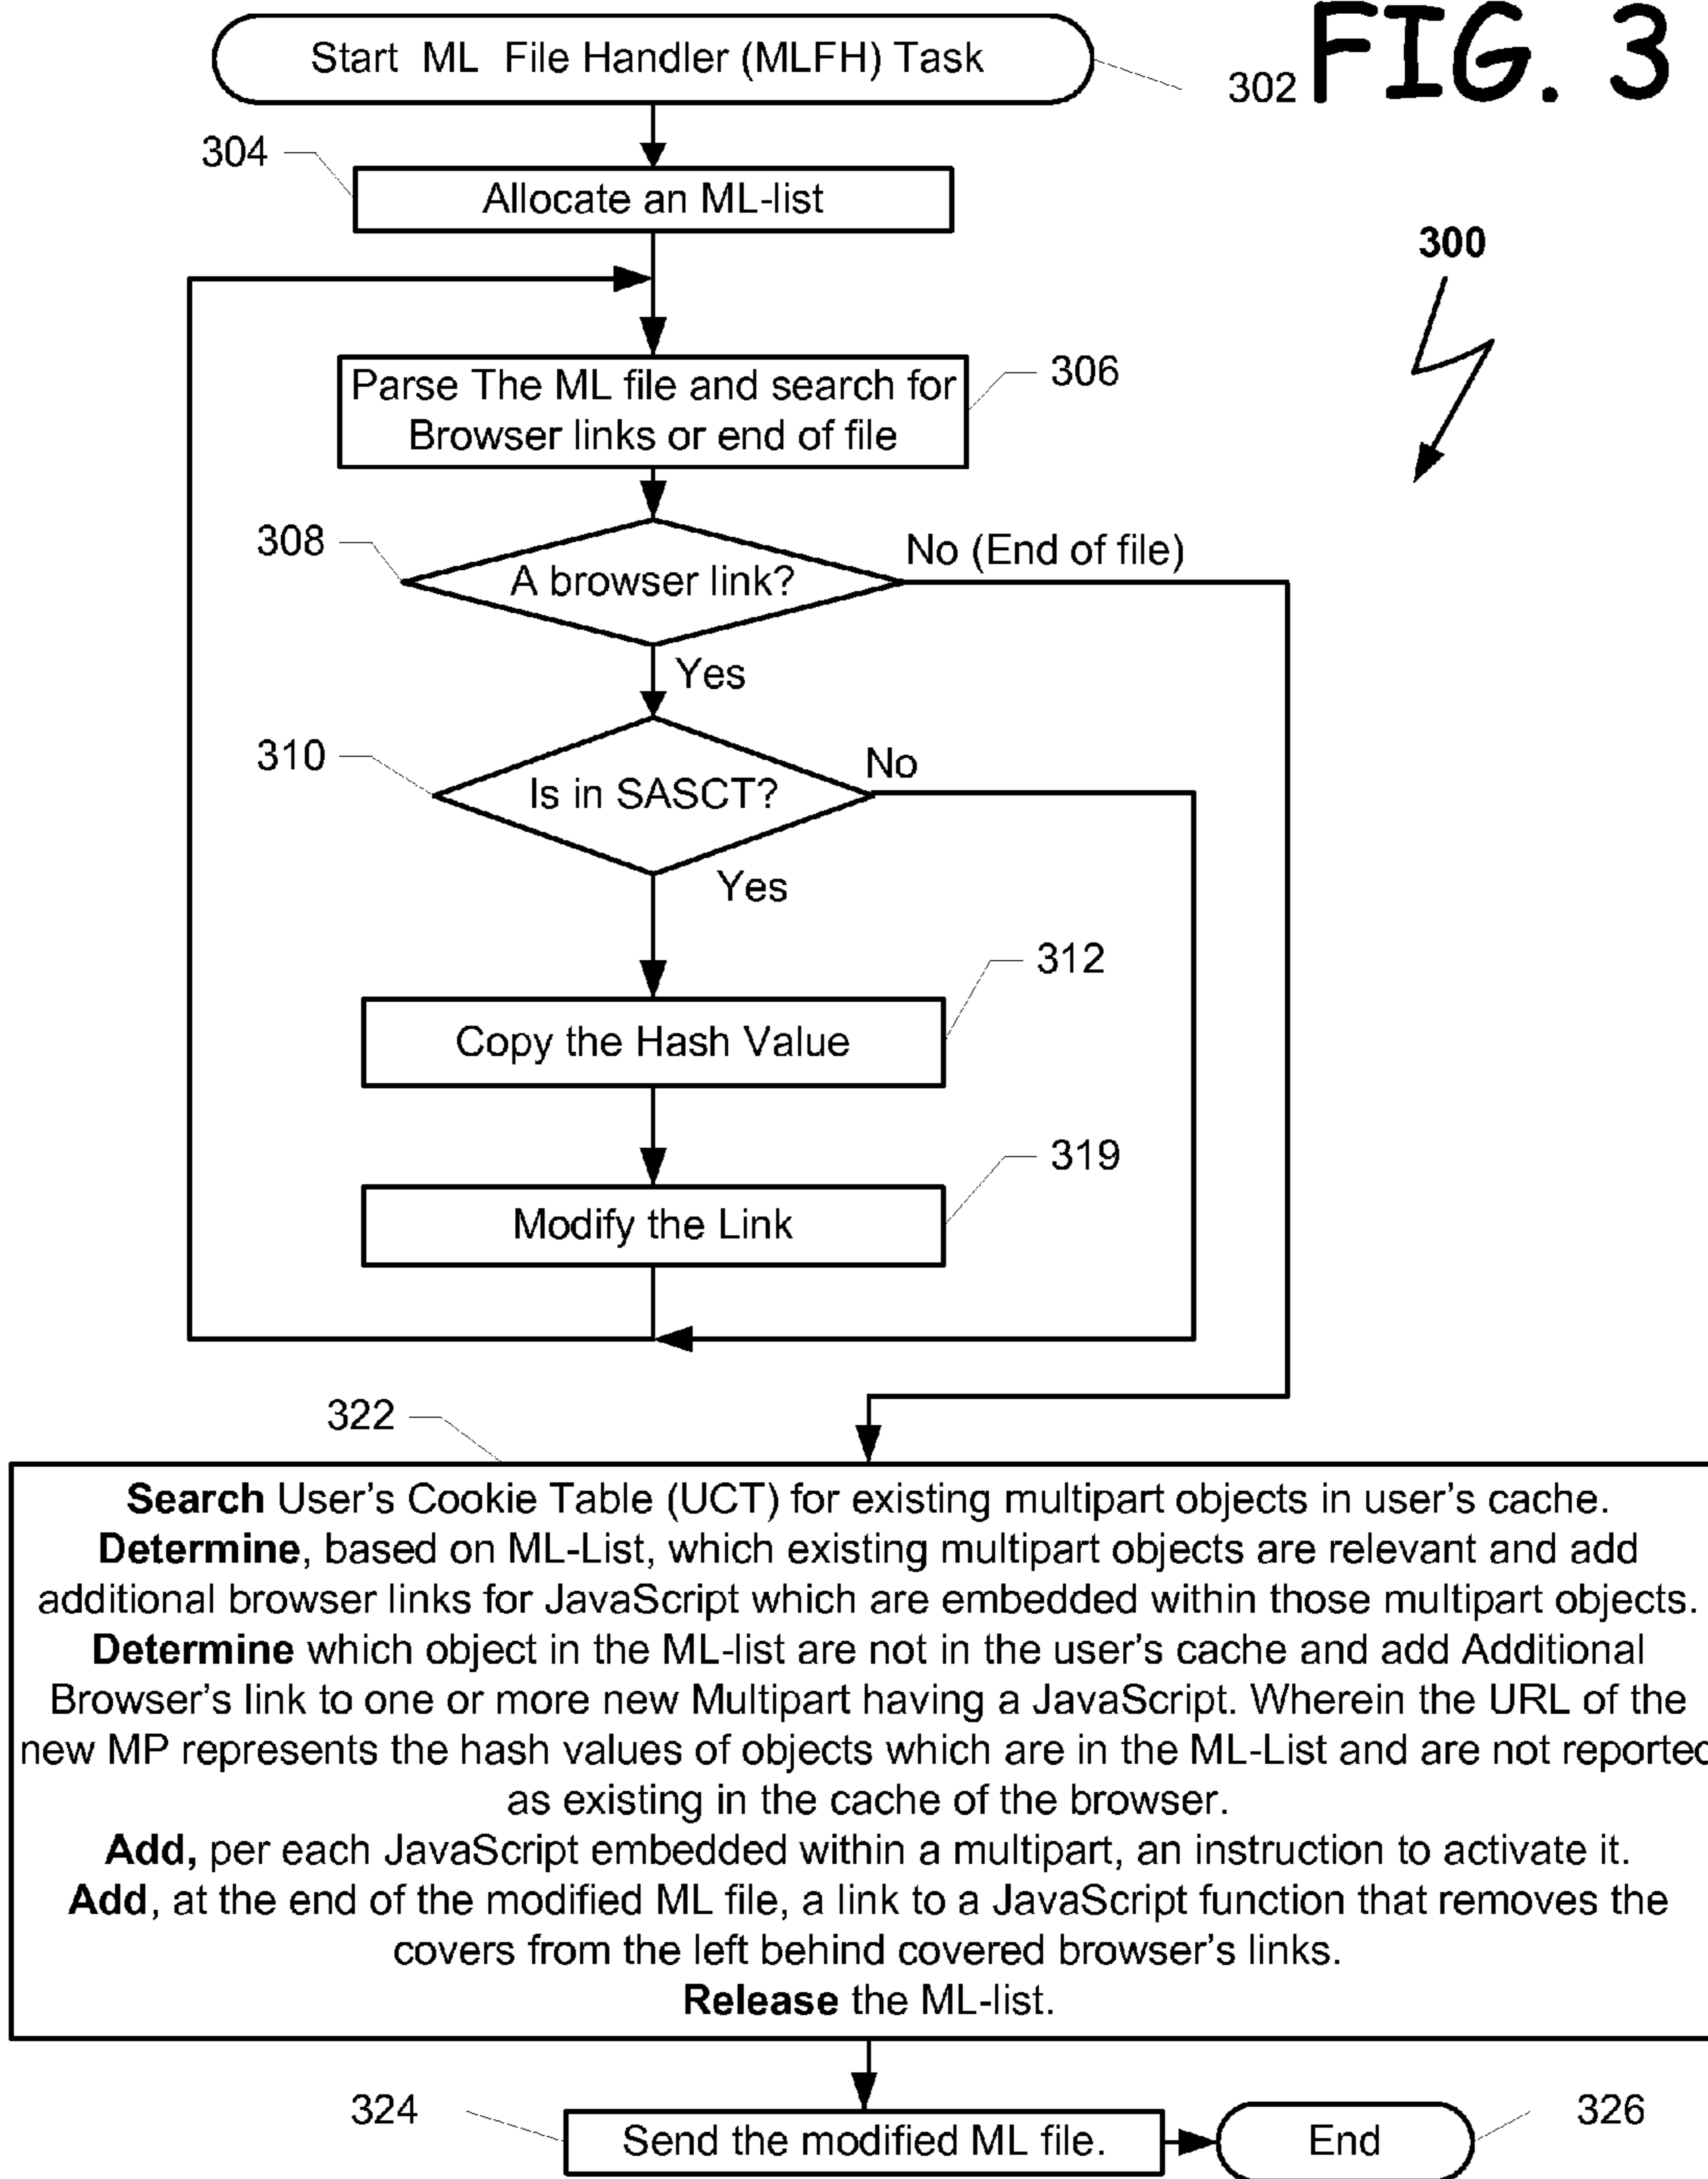 FIG. 3
Start ML File Handler (MLFH) Task
302
304
Allocate an ML-list
300
Parse The ML file and search for
Browser links or end of file
306
308
A browser link?
No (End of file)
Yes
310
Is in SASCT?
No
Yes
312
Copy the Hash Value
319
Modify the Link
322
Search User's Cookie Table (UCT) for existing multipart objects in user's cache.
Determine, based on ML-List, which existing multipart objects are relevant and add
additional browser links for JavaScript which are embedded within those multipart objects.
Determine which object in the ML-list are not in the user's cache and add Additional
Browser's link to one or more new Multipart having a JavaScript. Wherein the URL of the
new MP represents the hash values of objects which are in the ML-List and are not reported
as existing in the cache of the browser.
Add, per each JavaScript embedded within a multipart, an instruction to activate it.
Add, at the end of the modified ML file, a link to a JavaScript function that removes the
covers from the left behind covered browser's links.
Release the ML-list.
324
Send the modified ML file.
End
326